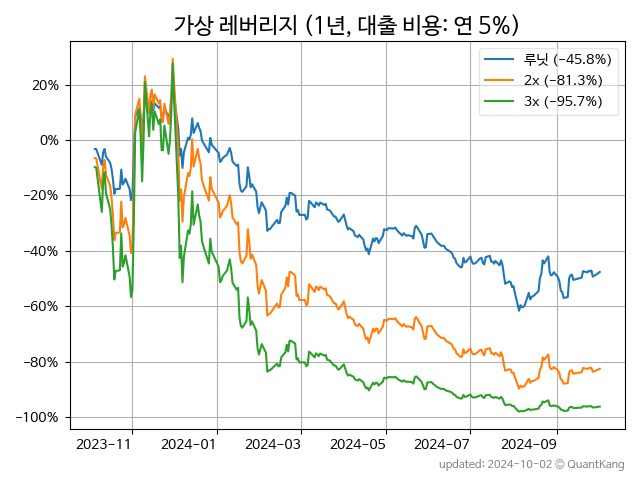 가상 레버리지 (1년, 대출 비용: 연 5%)
루닛 (−45.8%)
2x (−81.3%)
3x (−95.7%)
20%
0%
−20%
−40%
−60%
−80%
−100%
2023-11 2024-01 2024-03 2024-05 2024-07 2024-09
updated: 2024-10-02 © QuantKang